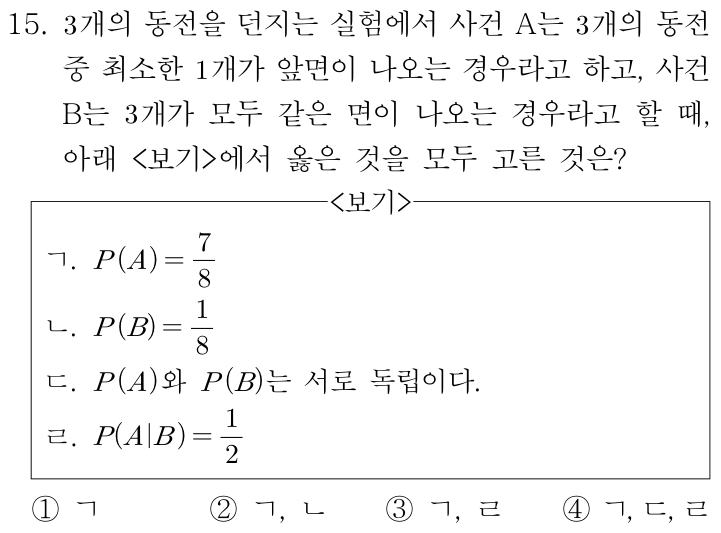 15. 3개의 동전을 던지는 실험에서 사건 A는 3개의 동전
중 최소한 1개가 앞면이 나오는 경우라고 하고, 사건
B는 3개가 모두 같은 면이 나오는 경우라고 할 때,
아래 <보기>에서 옳은 것을 모두 고른 것은?
<보기>
ㄱ. P(A)=7/8
ㄴ. P(B)=1/8
ㄷ. P(A)와 P(B)는 서로 독립이다.
ㄹ. P(A|B)=1/2
① ㄱ ② ㄱ, ㄴ ③ ㄱ, ㄹ ④ ㄱ, ㄷ, ㄹ